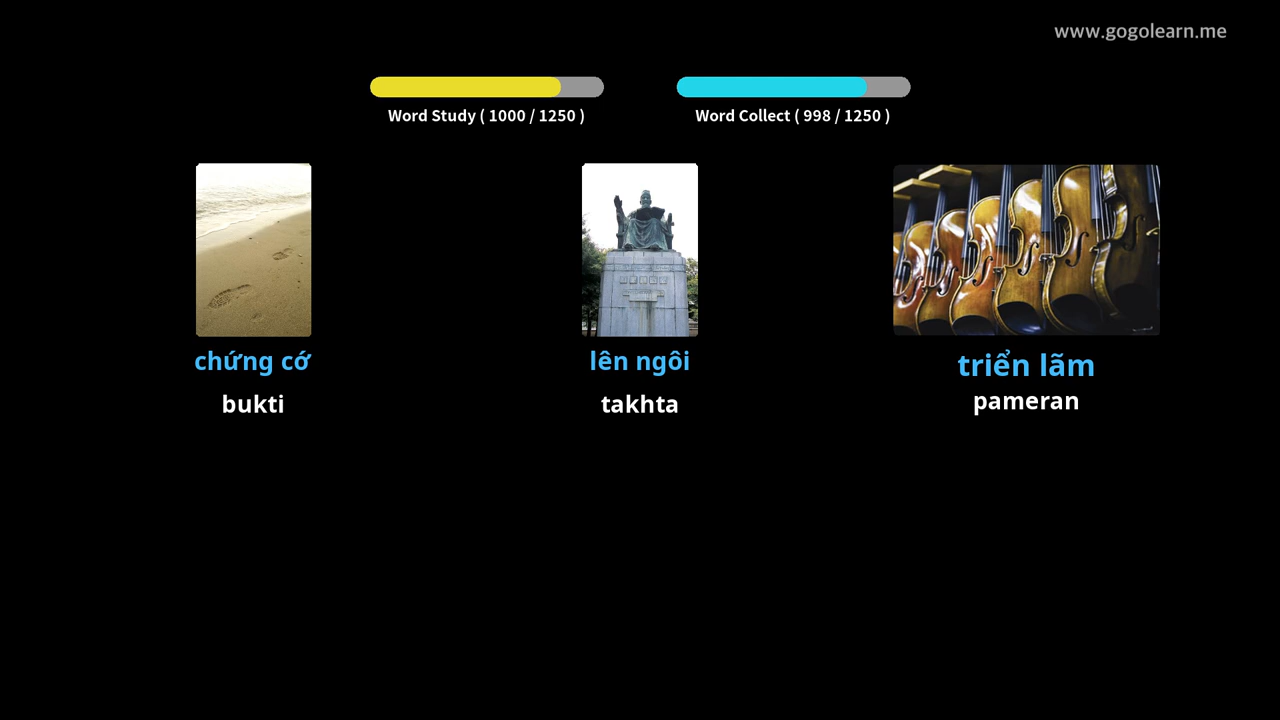 www.gogolearn.me
Word Study ( 1000 / 1250 )
Word Collect ( 998 / 1250 )
chứng cớ
lên ngôi
triển lãm
bukti
takhta
pameran